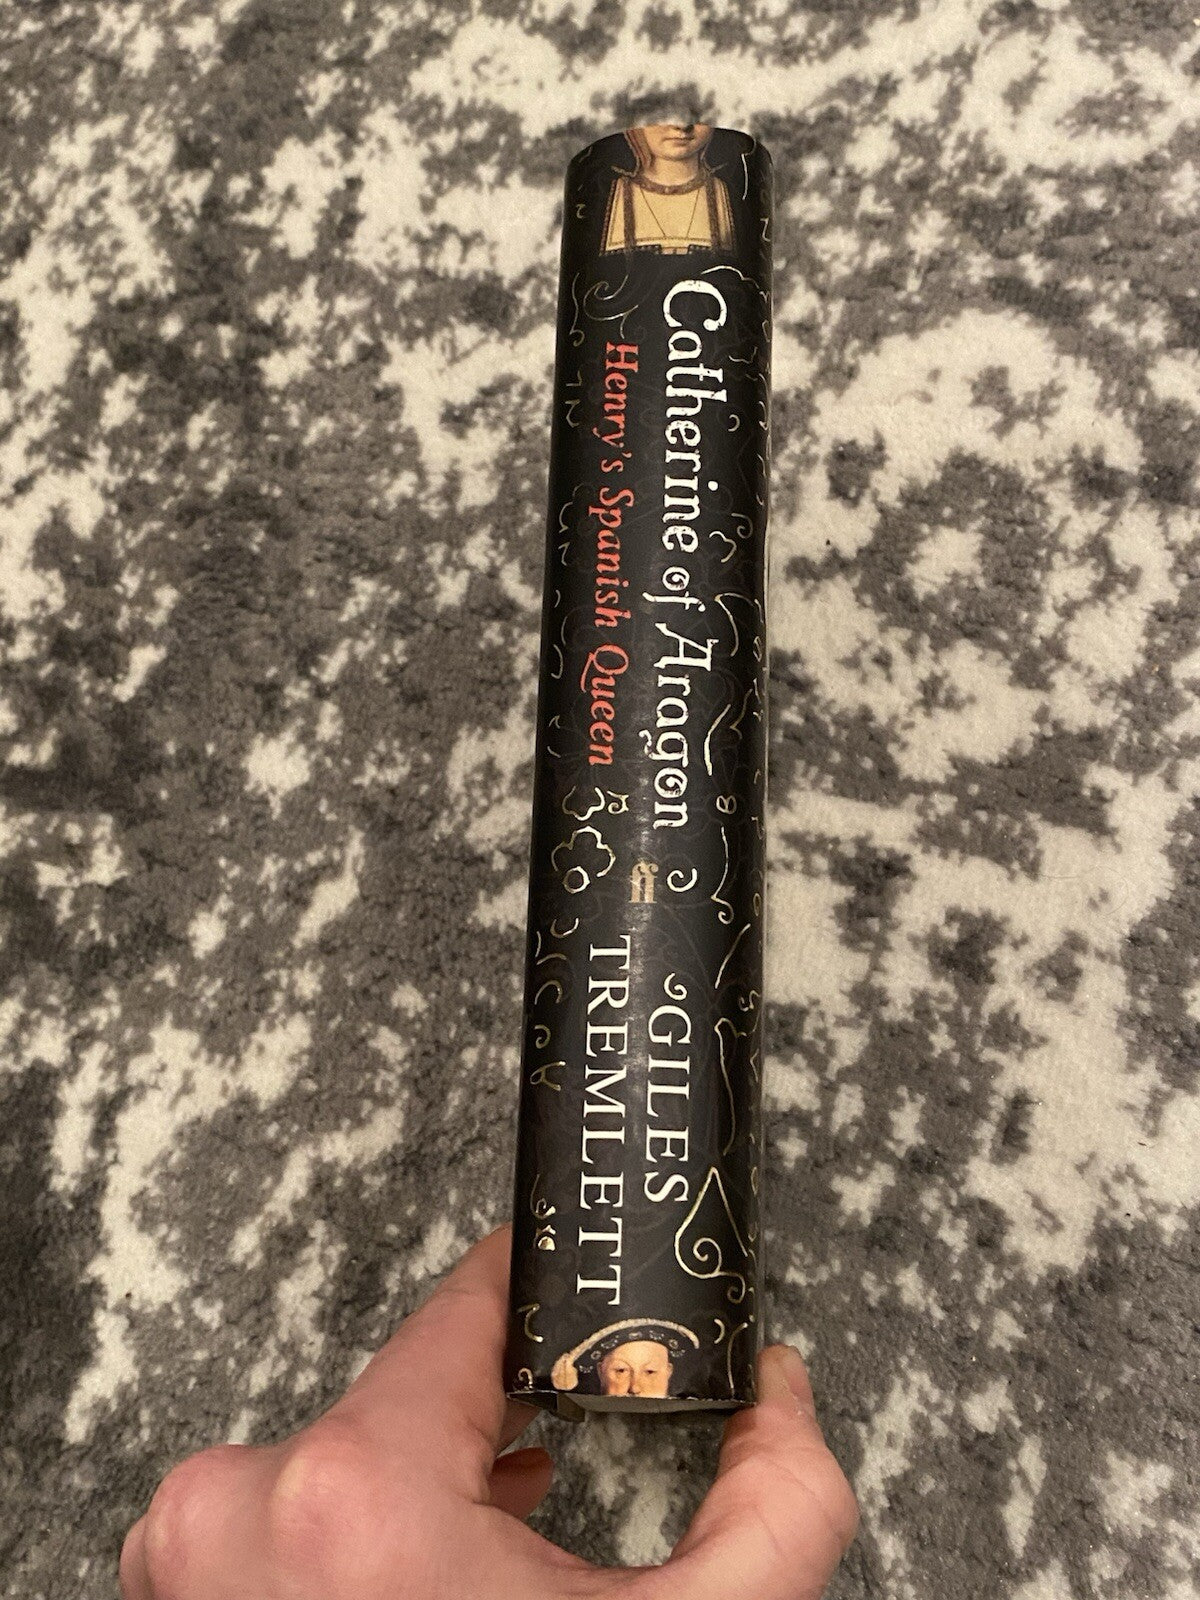 Catherine of Aragon
Henry's Spanish Queen
ff
GILES
TREMLETT